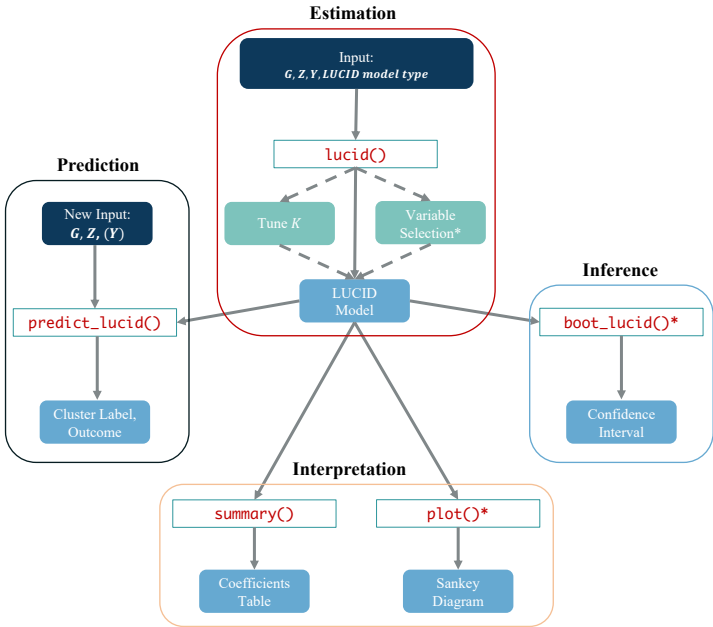 Estimation
Input:
G, Z, Y, LUCID model type
lucid()
Tune K
Variable
Selection*
LUCID
Model
Prediction
New Input:
G, Z, (Y)
predict_lucid()
Cluster Label,
Outcome
Inference
boot_lucid()*
Confidence
Interval
Interpretation
summary()
plot()*
Coefficients
Table
Sankey
Diagram